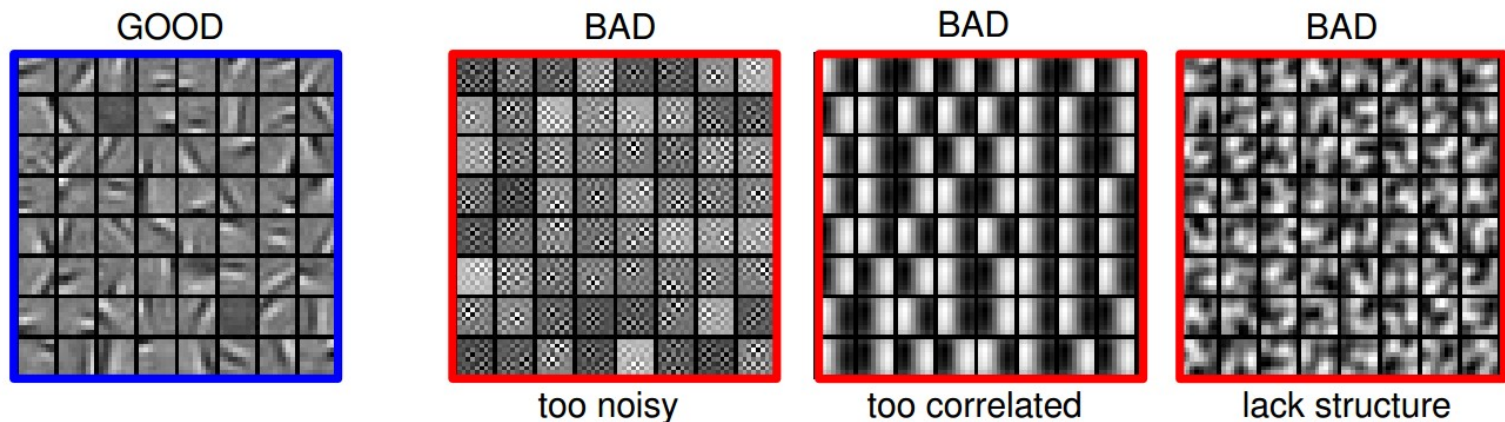 GOOD
BAD
BAD
BAD
too noisy
too correlated
lack structure